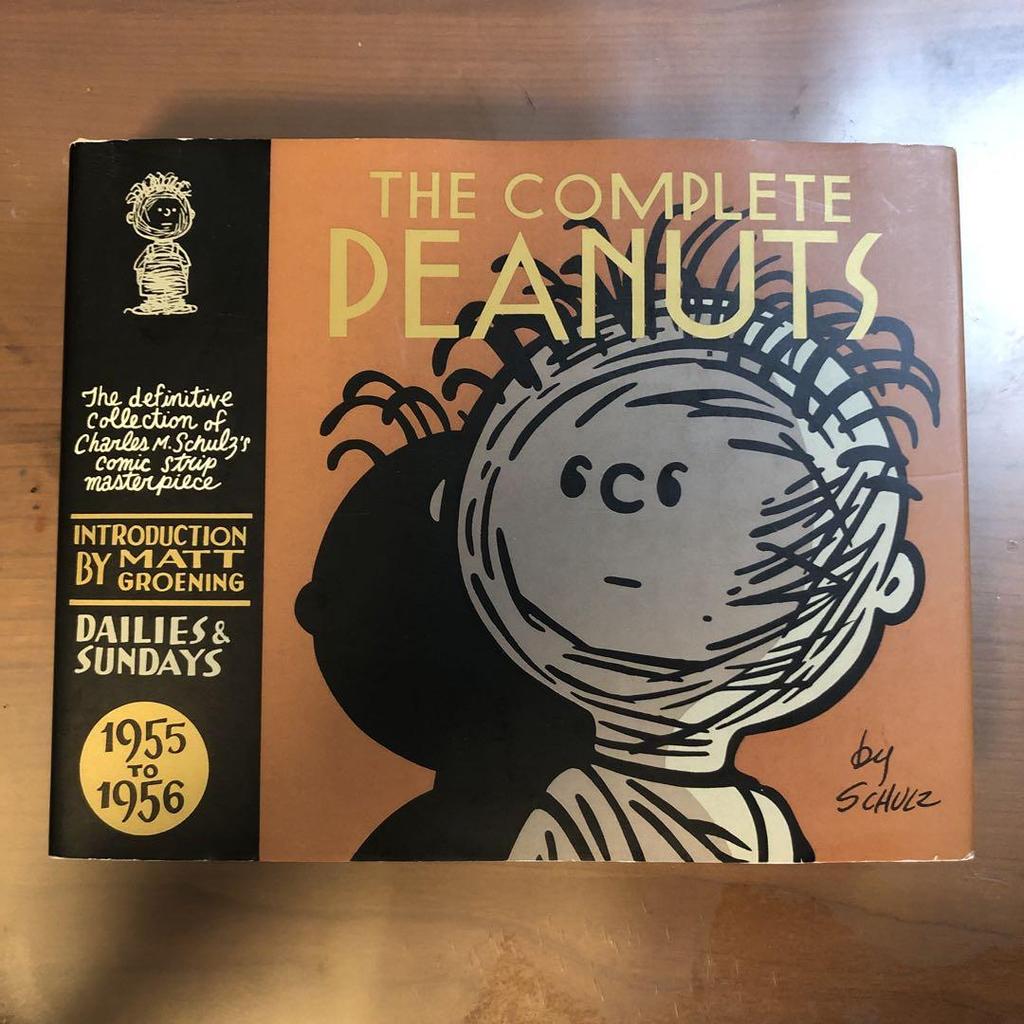 THE COMPLETE
PEANUTS
The definitive
collection of
Charles M. Schulz's
comic strip
masterpiece
INTRODUCTION
BY MATT
GROENING
DAILIES &
SUNDAYS
1955
TO
1956
by
SCHULZ